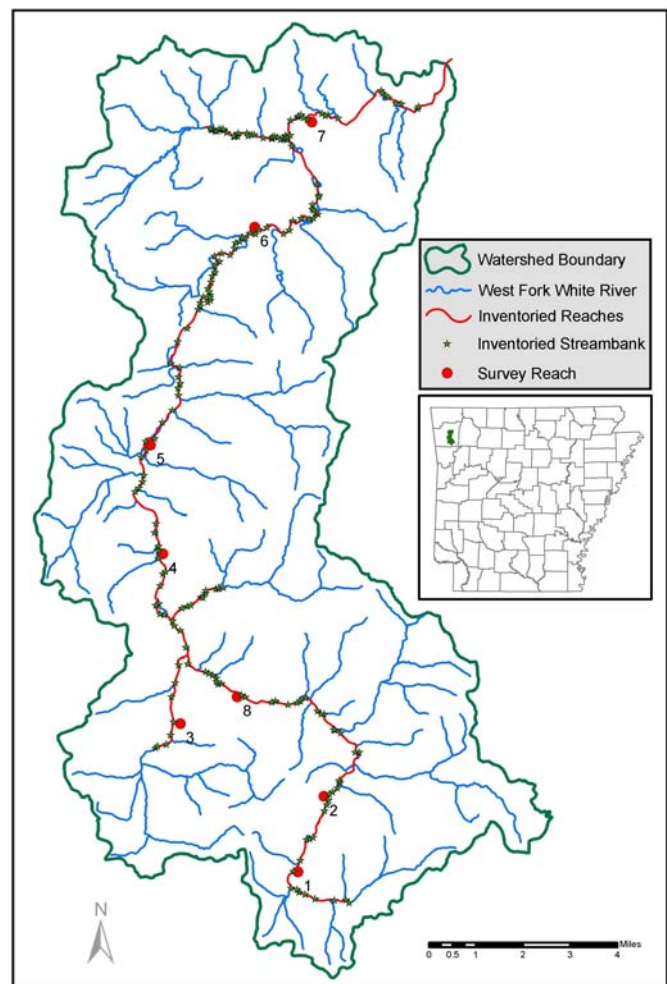 7
6
Watershed Boundary
West Fork White River
Inventoried Reaches
Inventoried Streambank
Survey Reach
5
4
8
3
2
1
N
Miles
0 0.5 1 2 3 4